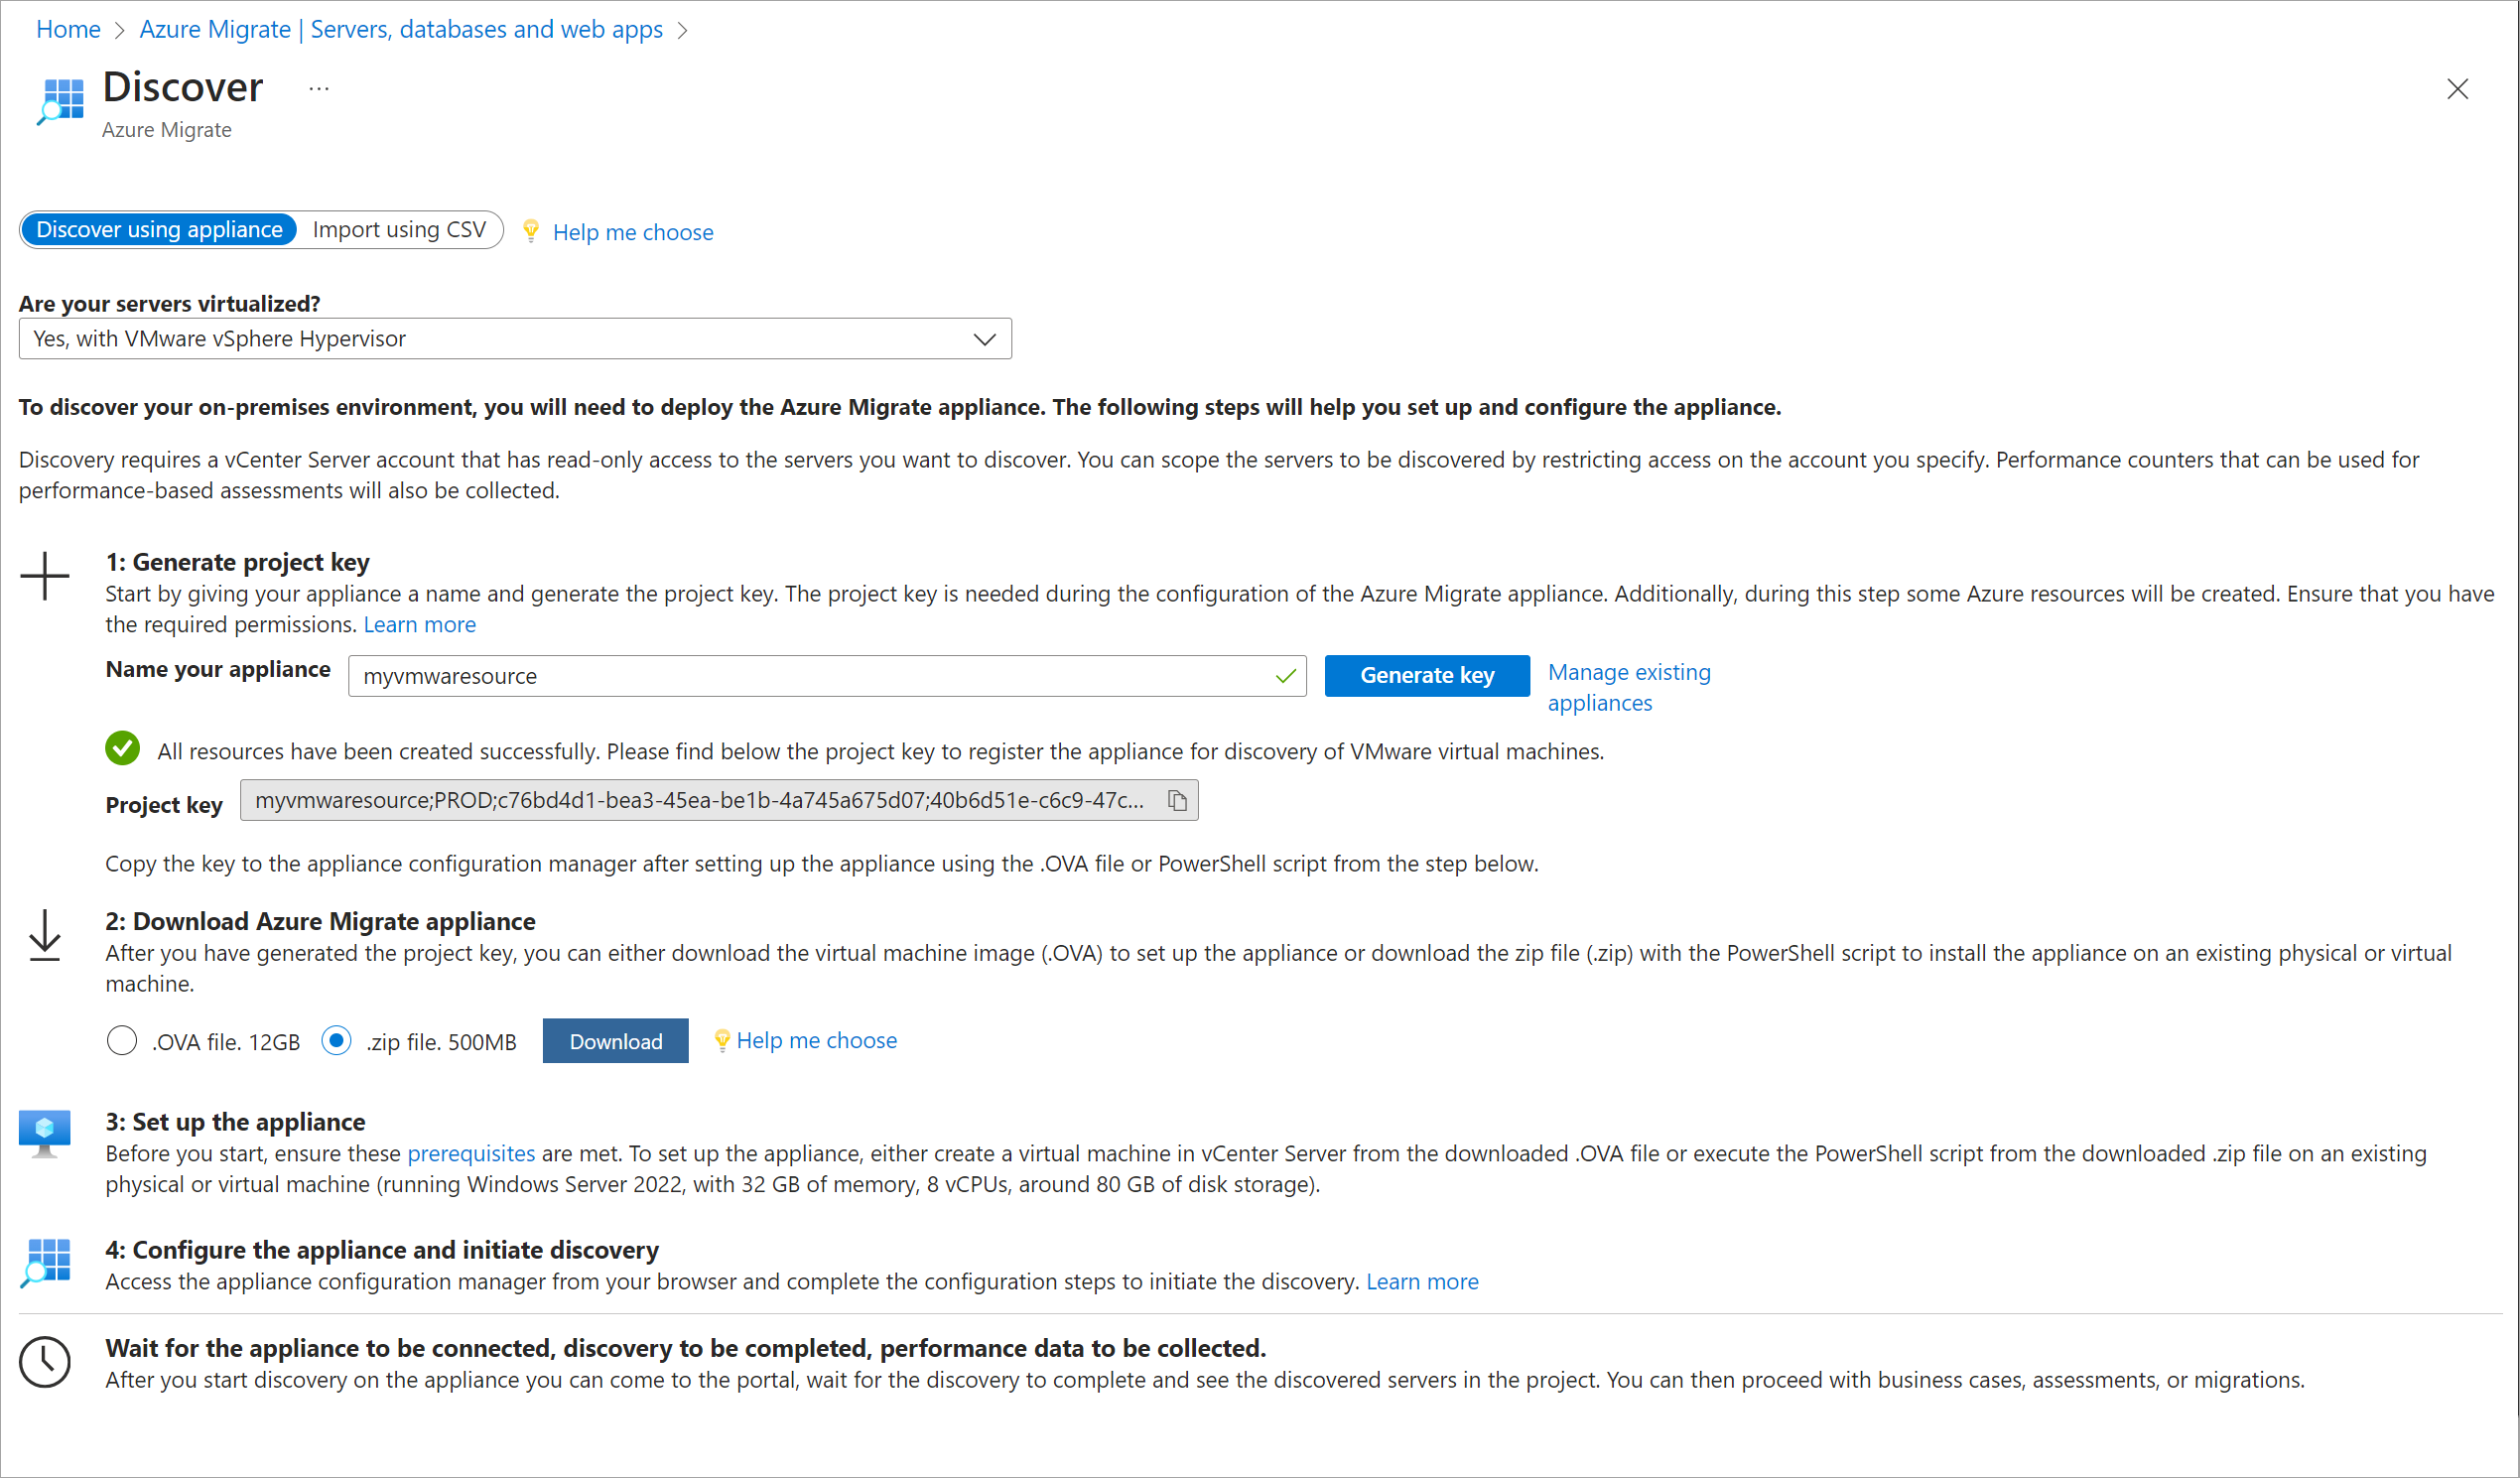 Home > Azure Migrate | Servers, databases and web apps >
Discover ...
Azure Migrate
Discover using appliance Import using CSV Help me choose
Are your servers virtualized?
Yes, with VMware vSphere Hypervisor
To discover your on-premises environment, you will need to deploy the Azure Migrate appliance. The following steps will help you set up and configure the appliance.
Discovery requires a vCenter Server account that has read-only access to the servers you want to discover. You can scope the servers to be discovered by restricting access on the account you specify. Performance counters that can be used for
performance-based assessments will also be collected.
1: Generate project key
Start by giving your appliance a name and generate the project key. The project key is needed during the configuration of the Azure Migrate appliance. Additionally, during this step some Azure resources will be created. Ensure that you have
the required permissions. Learn more
Name your appliance myvmwaresource Generate key Manage existing
appliances
All resources have been created successfully. Please find below the project key to register the appliance for discovery of VMware virtual machines.
Project key myvmwaresource;PROD;c76bd4d1-bea3-45ea-be1b-4a745a675d07;40b6d51e-c6c9-47c...
Copy the key to the appliance configuration manager after setting up the appliance using the .OVA file or PowerShell script from the step below.
2: Download Azure Migrate appliance
After you have generated the project key, you can either download the virtual machine image (.OVA) to set up the appliance or download the zip file (.zip) with the PowerShell script to install the appliance on an existing physical or virtual
machine.
.OVA file. 12GB .zip file. 500MB Download Help me choose
3: Set up the appliance
Before you start, ensure these prerequisites are met. To set up the appliance, either create a virtual machine in vCenter Server from the downloaded .OVA file or execute the PowerShell script from the downloaded .zip file on an existing
physical or virtual machine (running Windows Server 2022, with 32 GB of memory, 8 vCPUs, around 80 GB of disk storage).
4: Configure the appliance and initiate discovery
Access the appliance configuration manager from your browser and complete the configuration steps to initiate the discovery. Learn more
Wait for the appliance to be connected, discovery to be completed, performance data to be collected.
After you start discovery on the appliance you can come to the portal, wait for the discovery to complete and see the discovered servers in the project. You can then proceed with business cases, assessments, or migrations.